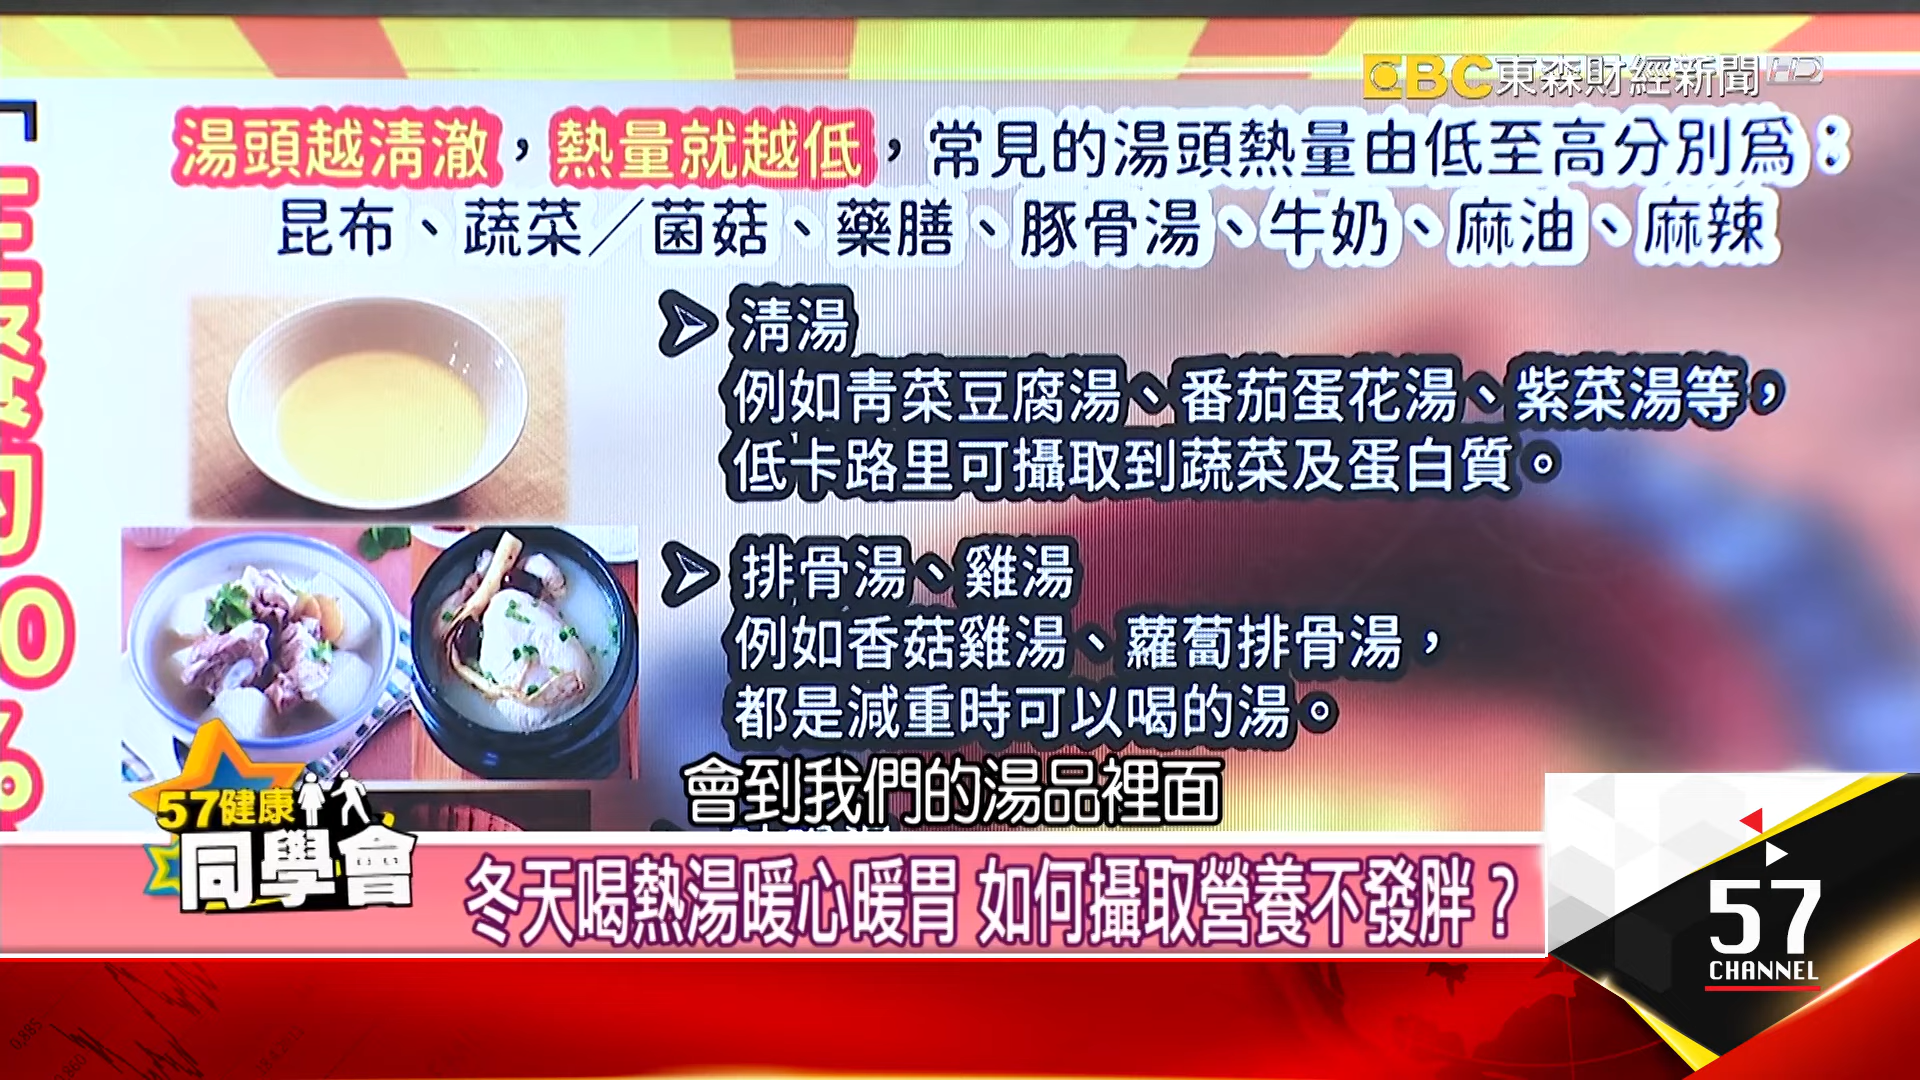 EBC東森財經新聞HD
湯頭越清澈，熱量就越低，常見的湯頭熱量由低至高分別為：
昆布、蔬菜／菌菇、藥膳、豚骨湯、牛奶、麻油、麻辣
清湯
例如青菜豆腐湯、番茄蛋花湯、紫菜湯等，
低卡路里可攝取到蔬菜及蛋白質。
排骨湯、雞湯
例如香菇雞湯、蘿蔔排骨湯，
都是減重時可以喝的湯。
會到我們的湯品裡面
57健康
同學會
冬天喝熱湯暖心暖胃 如何攝取營養不發胖？
57
CHANNEL